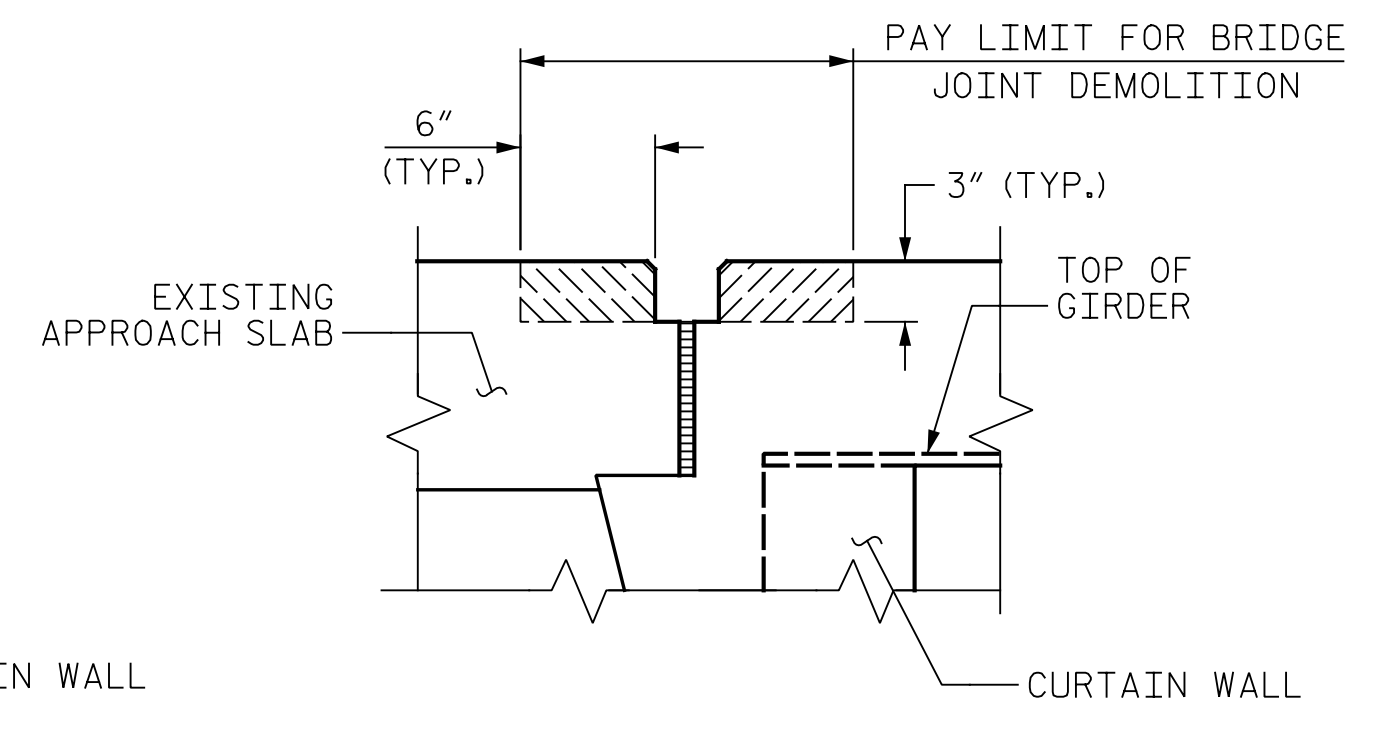 PAY LIMIT FOR BRIDGE
JOINT DEMOLITION
6"
(TYP.)
3" (TYP.)
TOP OF
GIRDER
EXISTING
APPROACH SLAB
IN WALL
CURTAIN WALL